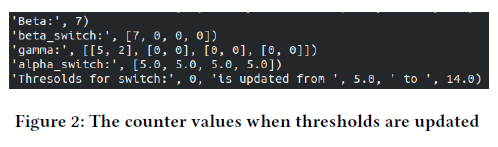 'Beta:', 7)
'beta_switch:', [7, 0, 0, 0])
'gamma:', [[5, 2], [0, 0], [0, 0], [0, 0]])
'alpha_switch:', [5.0, 5.0, 5.0, 5.0])
'Thresolds for switch:', 0, 'is updated from ', 5.0, ' to ', 14.0)
Figure 2: The counter values when thresholds are updated